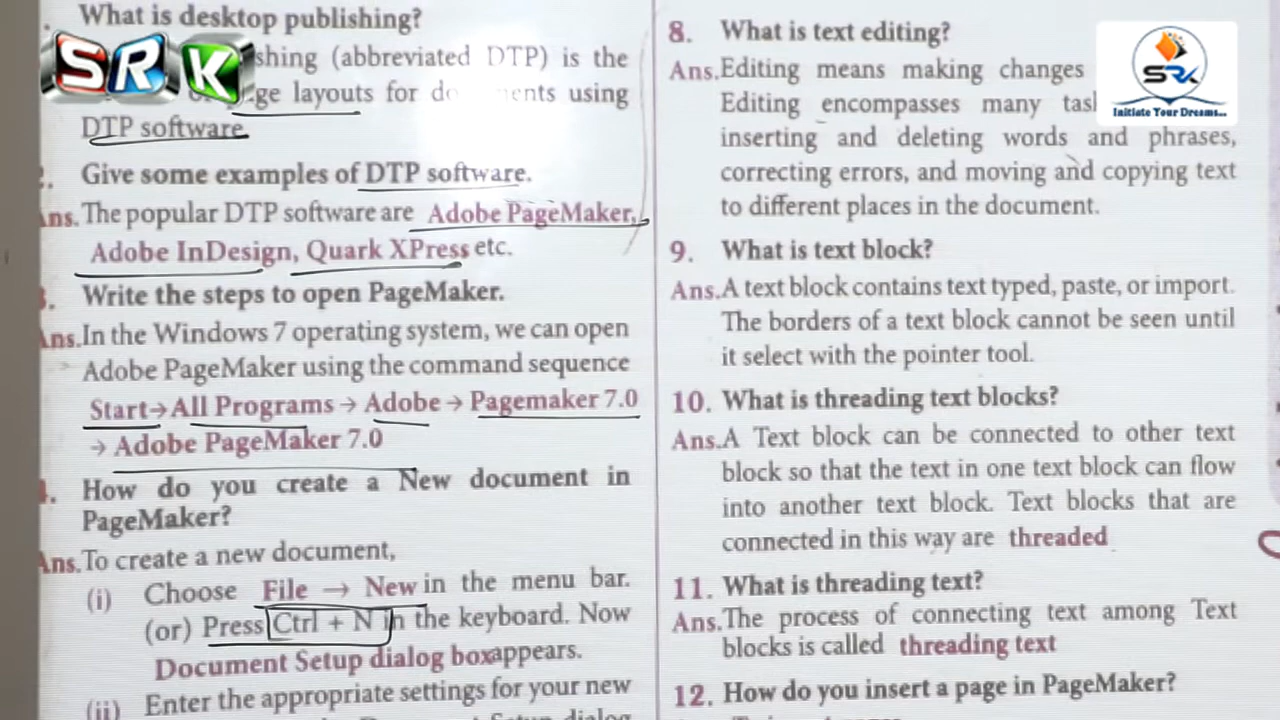 What is desktop publishing?
shing (abbreviated DTP) is the
layouts for using
DTP software.
Give some examples of DTP software.
Ans. The popular DTP software are Adobe PageMaker,
Adobe InDesign, Quark XPress etc.
Write the steps to open PageMaker.
Ans. In the Windows 7 operating system, we can open
Adobe PageMaker using the command sequence
Start → All Programs → Adobe → Pagemaker 7.0
→ Adobe PageMaker 7.0
How do you create a New document in
PageMaker?
Ans. To create a new document,
(i) Choose File → New in the menu bar.
(or) Press Ctrl + N in the keyboard. Now
Document Setup dialog box appears.
(ii) Enter the appropriate settings for your new
SRK
8. What is text editing?
Ans. Editing means making changes
Editing encompasses many
inserting and deleting words and phrases,
correcting errors, and moving and copying text
to different places in the document.
9. What is text block?
Ans. A text block contains text typed, paste, or import.
The borders of a text block cannot be seen until
it select with the pointer tool.
10. What is threading text blocks?
Ans. A Text block can be connected to other text
block so that the text in one text block can flow
into another text block. Text blocks that are
connected in this way are threaded
11. What is threading text?
Ans. The process of connecting text among Text
blocks is called threading text
12. How do you insert a page in PageMaker?
SRK
Initiate Your Dreams...